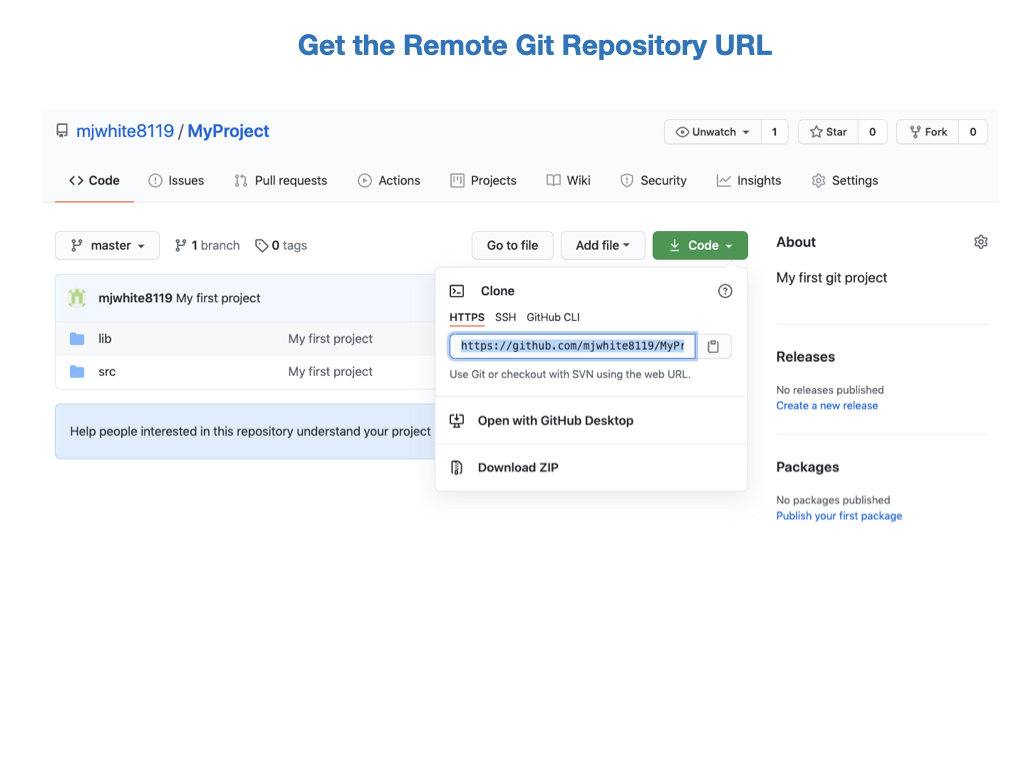 Get the Remote Git Repository URL
mjwhite8119 / MyProject
Unwatch 1 Star 0 Fork 0
Code Issues Pull requests Actions Projects Wiki Security Insights Settings
master 1 branch 0 tags Go to file Add file Code
mjwhite8119 My first project
lib My first project
src My first project
Help people interested in this repository understand your project
Clone
HTTPS SSH GitHub CLI
https://github.com/mjwhite8119/MyPr
Use Git or checkout with SVN using the web URL.
Open with GitHub Desktop
Download ZIP
About
My first git project
Releases
No releases published
Create a new release
Packages
No packages published
Publish your first package